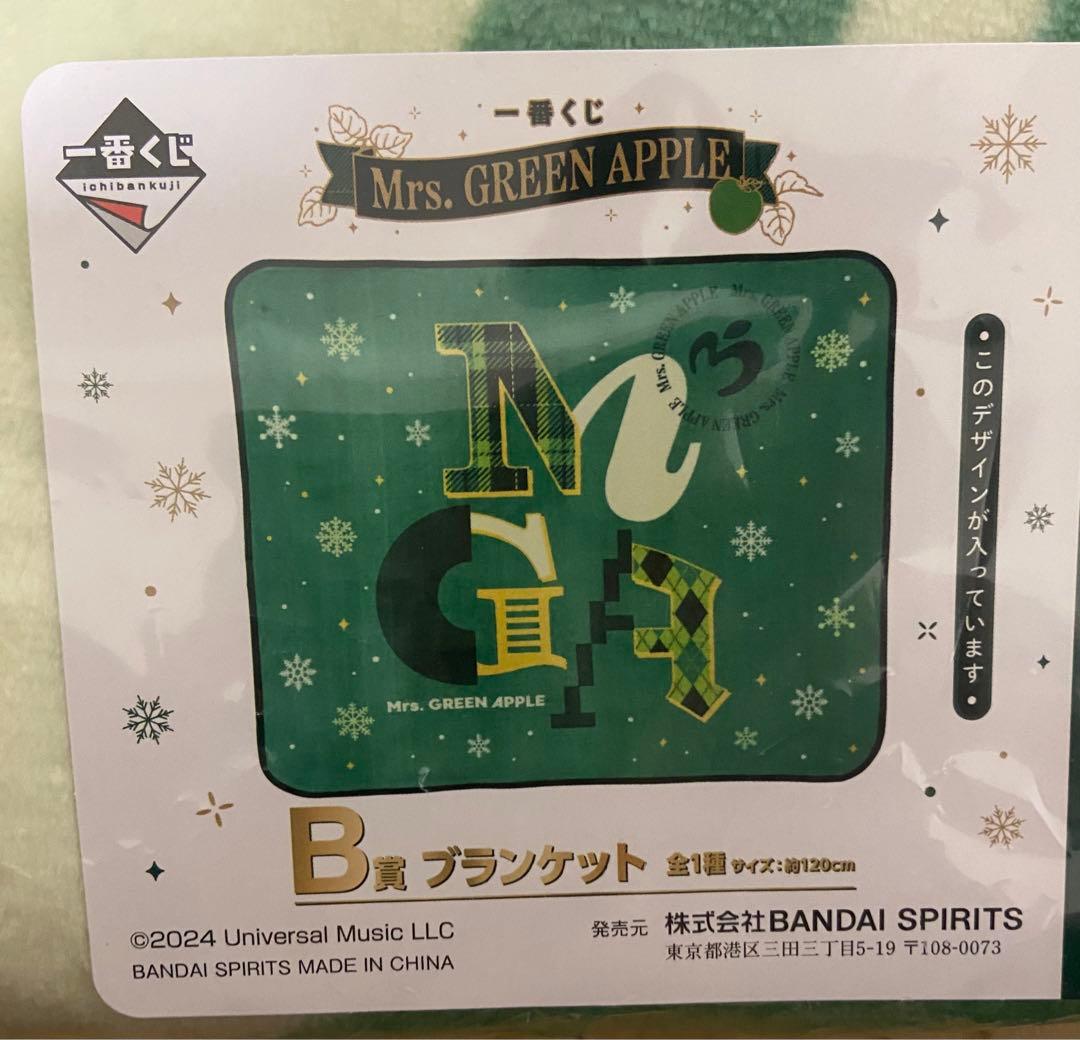 一番くじ
ichibankuji
一番くじ
Mrs. GREEN APPLE
Mrs. GREEN APPLE Mrs. GREEN APPLE Mrs. GREEN APPLE
M
G
A
Mrs. GREEN APPLE
・このデザインが入っています・
B賞 ブランケット 全1種 サイズ:約120cm
©2024 Universal Music LLC
BANDAI SPIRITS MADE IN CHINA
発売元 株式会社BANDAI SPIRITS
東京都港区三田三丁目5-19 〒108-0073